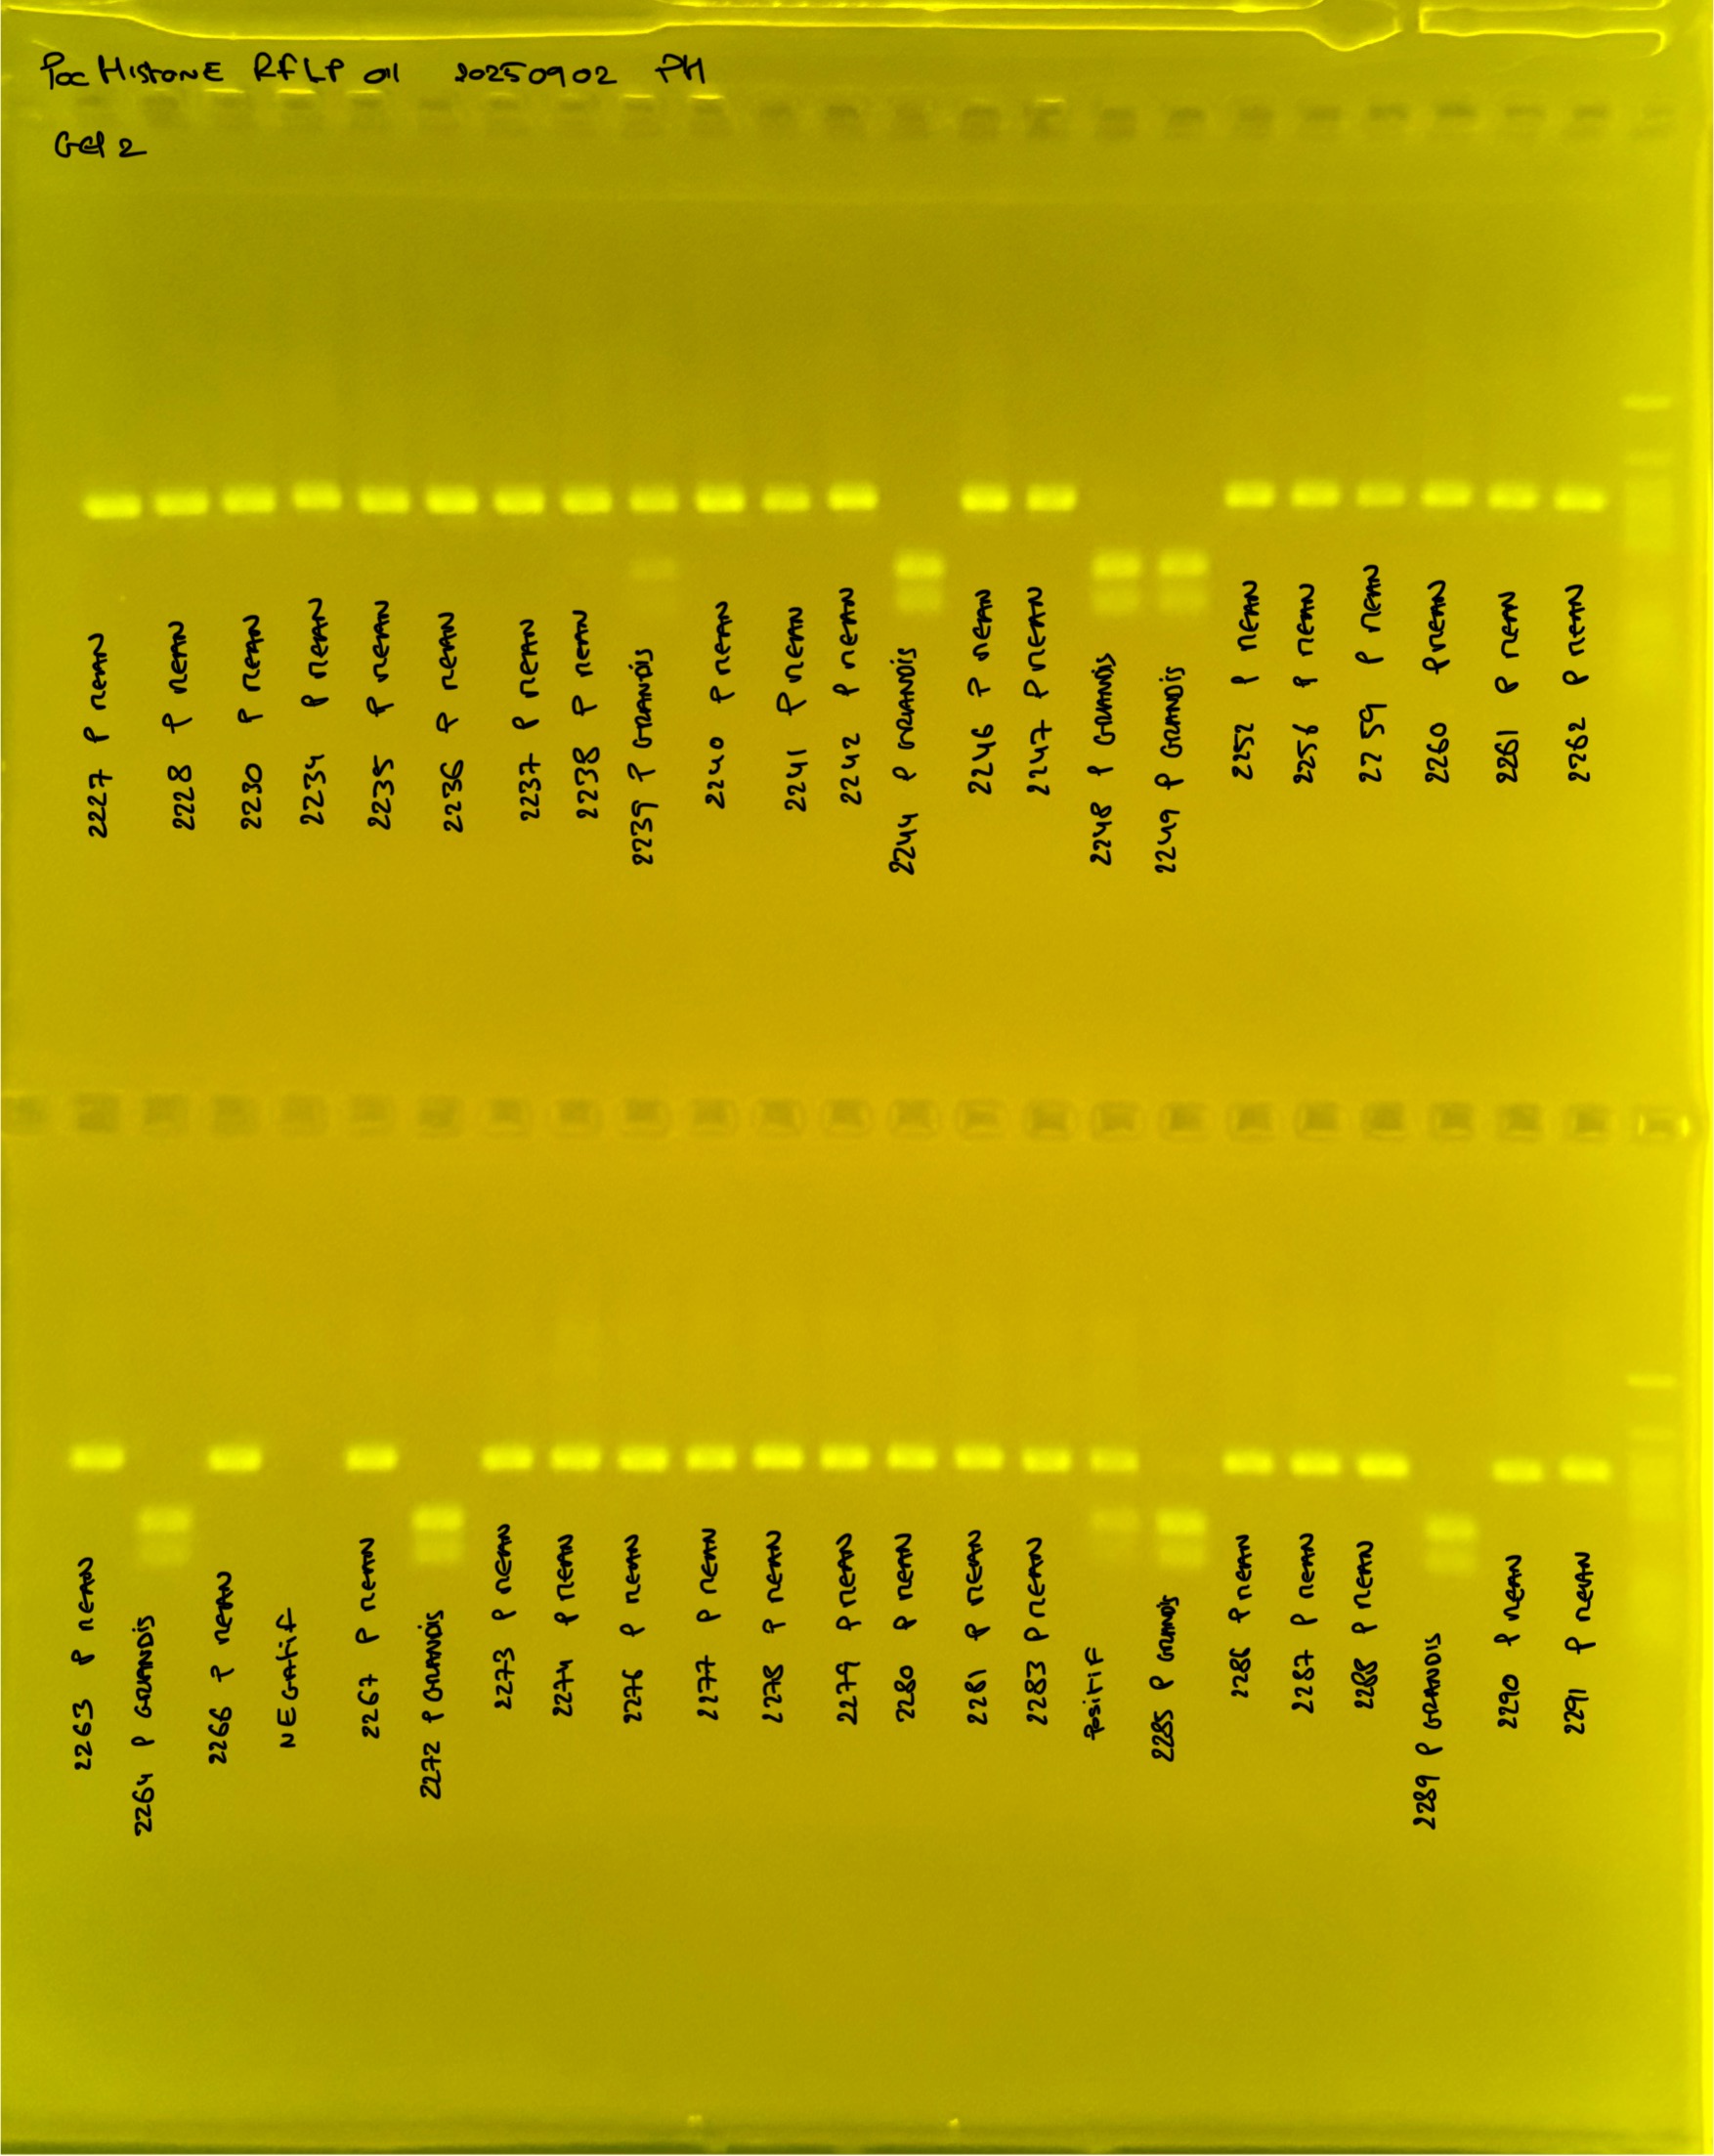 Poc HistonE RFLP 011 20250902 PH
Gel 2
2227 P MEAN
2228 P MEAN
2230 P MEAN
2234 P MEAN
2235 P MEAN
2236 P MEAN
2237 P MEAN
2238 P MEAN
2239 P GRANDIS
2240 P MEAN
2241 P MEAN
2242 P MEAN
2244 P GRANDIS
2246 P MEAN
2247 P MEAN
2248 P GRANDIS
2249 P GRANDIS
2252 P MEAN
2256 P MEAN
2259 P MEAN
2260 P MEAN
2261 P MEAN
2262 P MEAN
2263 P MEAN
2264 P GRANDIS
2266 P MEAN
NEGATIF
2267 P MEAN
2272 P GRANDIS
2273 P MEAN
2274 P MEAN
2276 P MEAN
2277 P MEAN
2278 P MEAN
2279 P MEAN
2280 P MEAN
2281 P MEAN
2283 P MEAN
POSITIF
2285 P GRANDIS
2286 P MEAN
2287 P MEAN
2288 P MEAN
2289 P GRANDIS
2290 P MEAN
2291 P MEAN